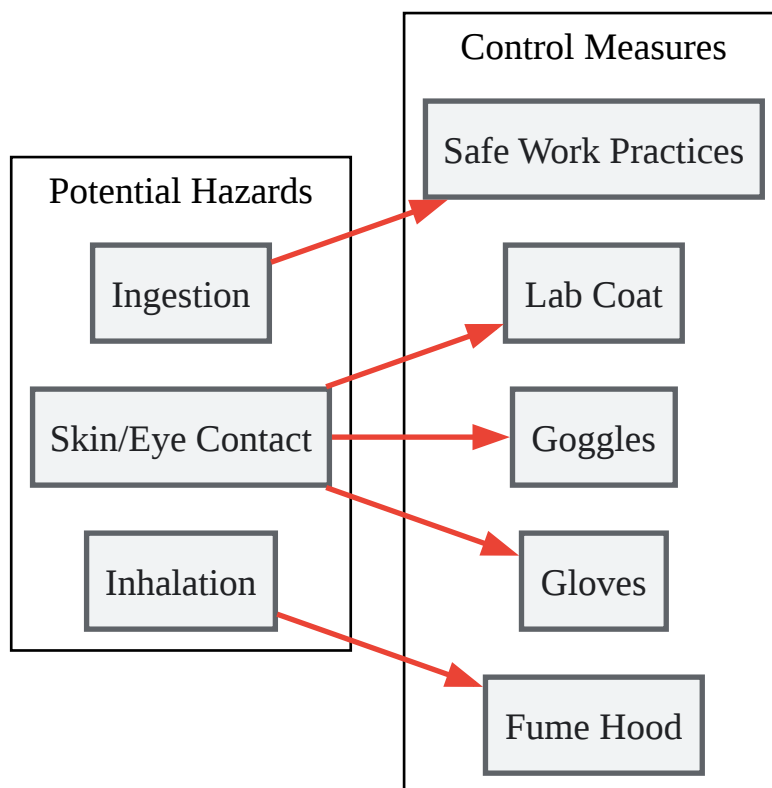 Potential Hazards
Ingestion
Skin/Eye Contact
Inhalation
Control Measures
Safe Work Practices
Lab Coat
Goggles
Gloves
Fume Hood